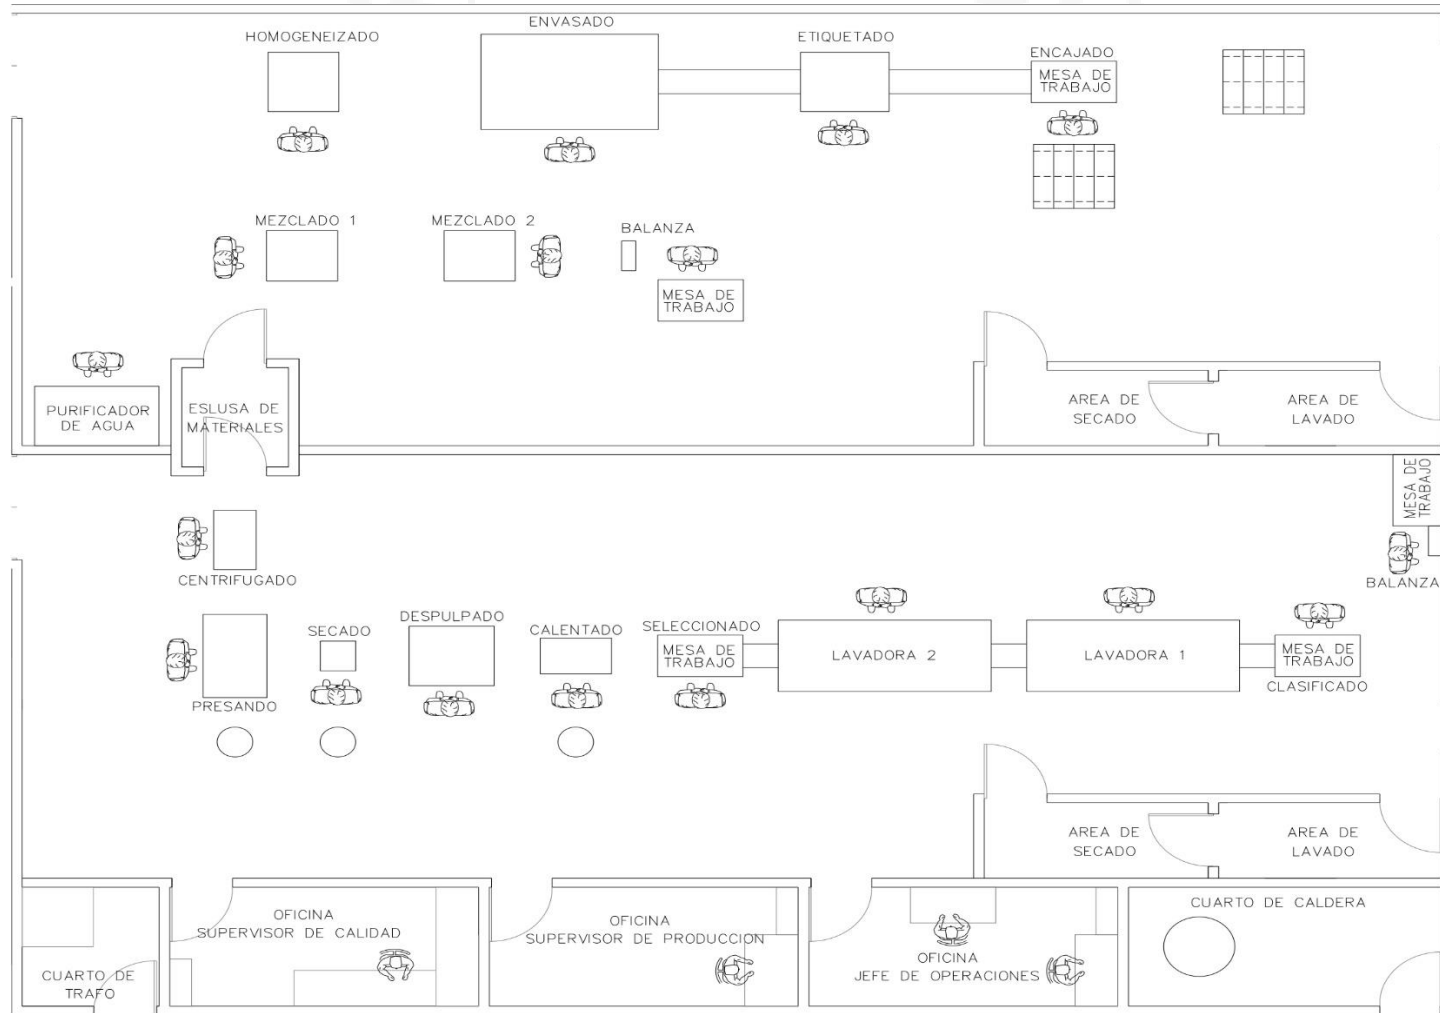 ENVASADO
HOMOGENEIZADO
ETIQUETADO
ENCAJADO
MESA DE
TRABAJO
MEZCLADO 1
MEZCLADO 2
BALANZA
MESA DE
TRABAJO
PURIFICADOR
DE AGUA
ESLUSA DE
MATERIALES
AREA DE
SECADO
AREA DE
LAVADO
MESA DE
TRABAJO
BALANZA
CENTRIFUGADO
PRESANDO
SECADO
DESPULPADO
CALENTADO
SELECCIONADO
MESA DE
TRABAJO
LAVADORA 2
LAVADORA 1
MESA DE
TRABAJO
CLASIFICADO
AREA DE
SECADO
AREA DE
LAVADO
CUARTO DE
TRAFO
OFICINA
SUPERVISOR DE CALIDAD
OFICINA
SUPERVISOR DE PRODUCCION
OFICINA
JEFE DE OPERACIONES
CUARTO DE CALDERA